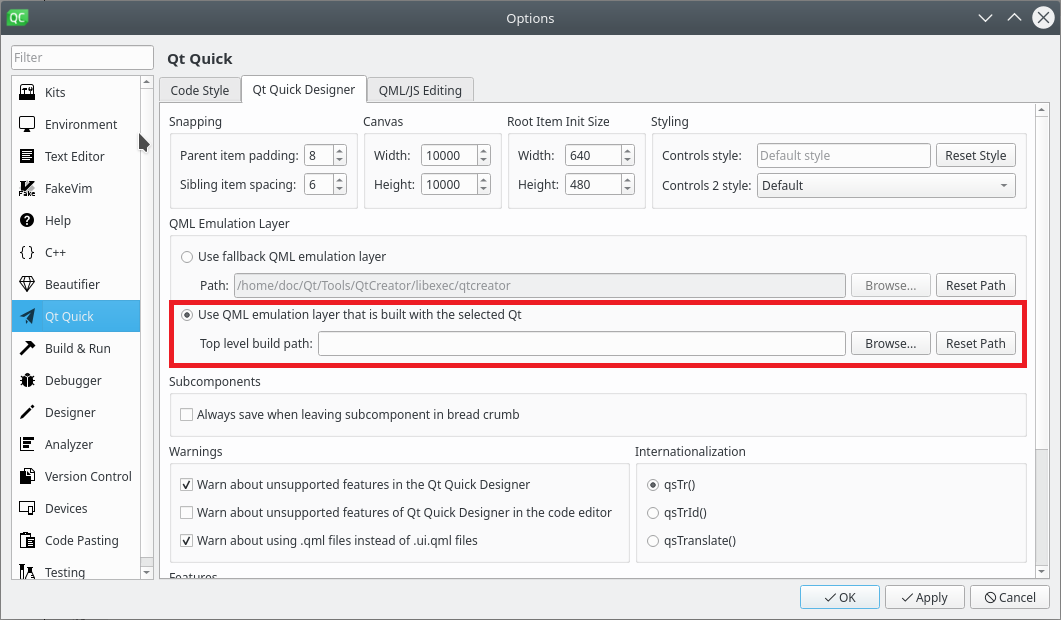 QC
Options
Filter
Kits
Environment
Text Editor
FakeVim
Help
C++
Beautifier
Qt Quick
Build & Run
Debugger
Designer
Analyzer
Version Control
Devices
Code Pasting
Testing
Qt Quick
Code Style Qt Quick Designer QML/JS Editing
Snapping Canvas Root Item Init Size Styling
Parent item padding: 8 Width: 10000 Width: 640 Controls style: Default style Reset Style
Sibling item spacing: 6 Height: 10000 Height: 480 Controls 2 style: Default
QML Emulation Layer
Use fallback QML emulation layer
Path: /home/doc/Qt/Tools/QtCreator/libexec/qtcreator Browse... Reset Path
Use QML emulation layer that is built with the selected Qt
Top level build path: Browse... Reset Path
Subcomponents
Always save when leaving subcomponent in bread crumb
Warnings Internationalization
Warn about unsupported features in the Qt Quick Designer qsTr()
Warn about unsupported features of Qt Quick Designer in the code editor qsTrId()
Warn about using .qml files instead of .ui.qml files qsTranslate()
Features
OK Apply Cancel